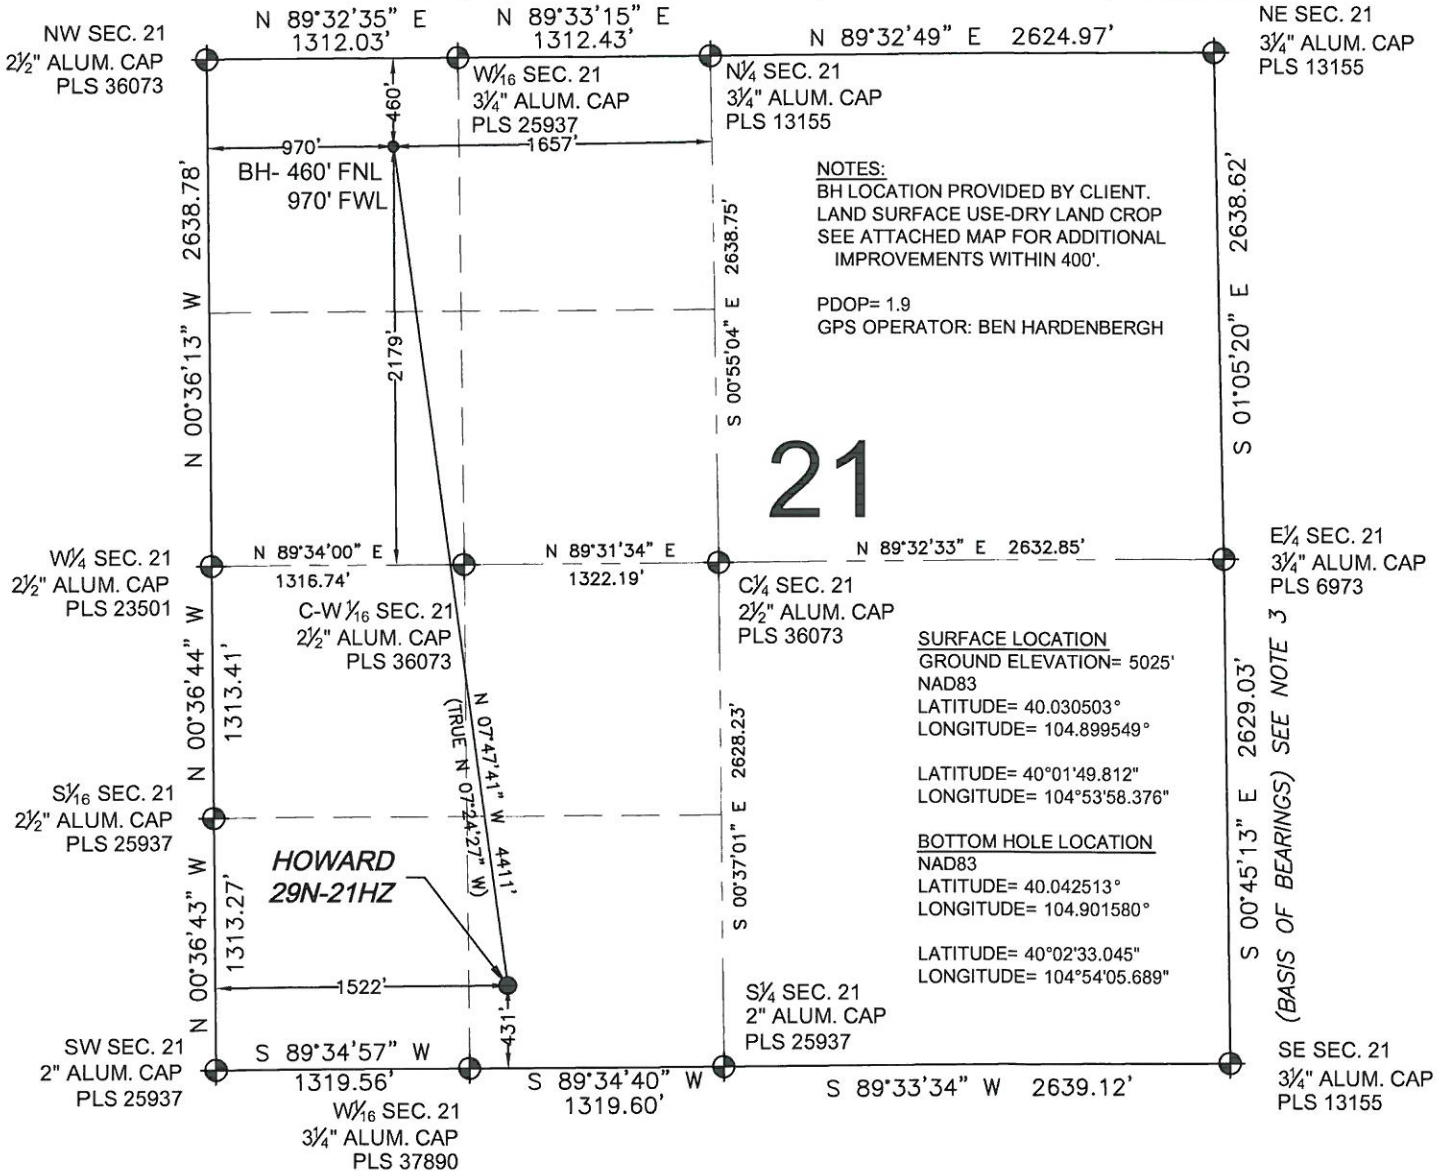 N 89°32'35" E
1312.03'
N 89°33'15" E
1312.43'
N 89°32'49" E 2624.97'
NW SEC. 21
2½" ALUM. CAP
PLS 36073
W⅟16 SEC. 21
3¼" ALUM. CAP
PLS 25937
N¼ SEC. 21
3¼" ALUM. CAP
PLS 13155
NE SEC. 21
3¼" ALUM. CAP
PLS 13155
460'
970'
1657'
BH- 460' FNL
970' FWL
N 00°36'13" W 2638.78'
2179'
S 00°55'04" E 2638.75'
NOTES:
BH LOCATION PROVIDED BY CLIENT.
LAND SURFACE USE-DRY LAND CROP
SEE ATTACHED MAP FOR ADDITIONAL
IMPROVEMENTS WITHIN 400'.
PDOP= 1.9
GPS OPERATOR: BEN HARDENBERGH
S 01°05'20" E 2638.62'
21
W¼ SEC. 21
2½" ALUM. CAP
PLS 23501
N 89°34'00" E
1316.74'
N 89°31'34" E
1322.19'
N 89°32'33" E 2632.85'
C-W ⅟16 SEC. 21
2½" ALUM. CAP
PLS 36073
C¼ SEC. 21
2½" ALUM. CAP
PLS 36073
E¼ SEC. 21
3¼" ALUM. CAP
PLS 6973
N 00°36'44" W
1313.41'
N 07°47'41" W 4411'
(TRUE N 07°24'27" W)
S 00°37'01" E 2628.23'
SURFACE LOCATION
GROUND ELEVATION= 5025'
NAD83
LATITUDE= 40.030503°
LONGITUDE= 104.899549°
LATITUDE= 40°01'49.812"
LONGITUDE= 104°53'58.376"
BOTTOM HOLE LOCATION
NAD83
LATITUDE= 40.042513°
LONGITUDE= 104.901580°
LATITUDE= 40°02'33.045"
LONGITUDE= 104°54'05.689"
S 00°45'13" E 2629.03'
(BASIS OF BEARINGS) SEE NOTE 3
S⅟16 SEC. 21
2½" ALUM. CAP
PLS 25937
HOWARD
29N-21HZ
N 00°36'43" W
1313.27'
1522'
431'
SW SEC. 21
2" ALUM. CAP
PLS 25937
S 89°34'57" W
1319.56'
W⅟16 SEC. 21
3¼" ALUM. CAP
PLS 37890
S 89°34'40" W
1319.60'
S¼ SEC. 21
2" ALUM. CAP
PLS 25937
S 89°33'34" W 2639.12'
SE SEC. 21
3¼" ALUM. CAP
PLS 13155